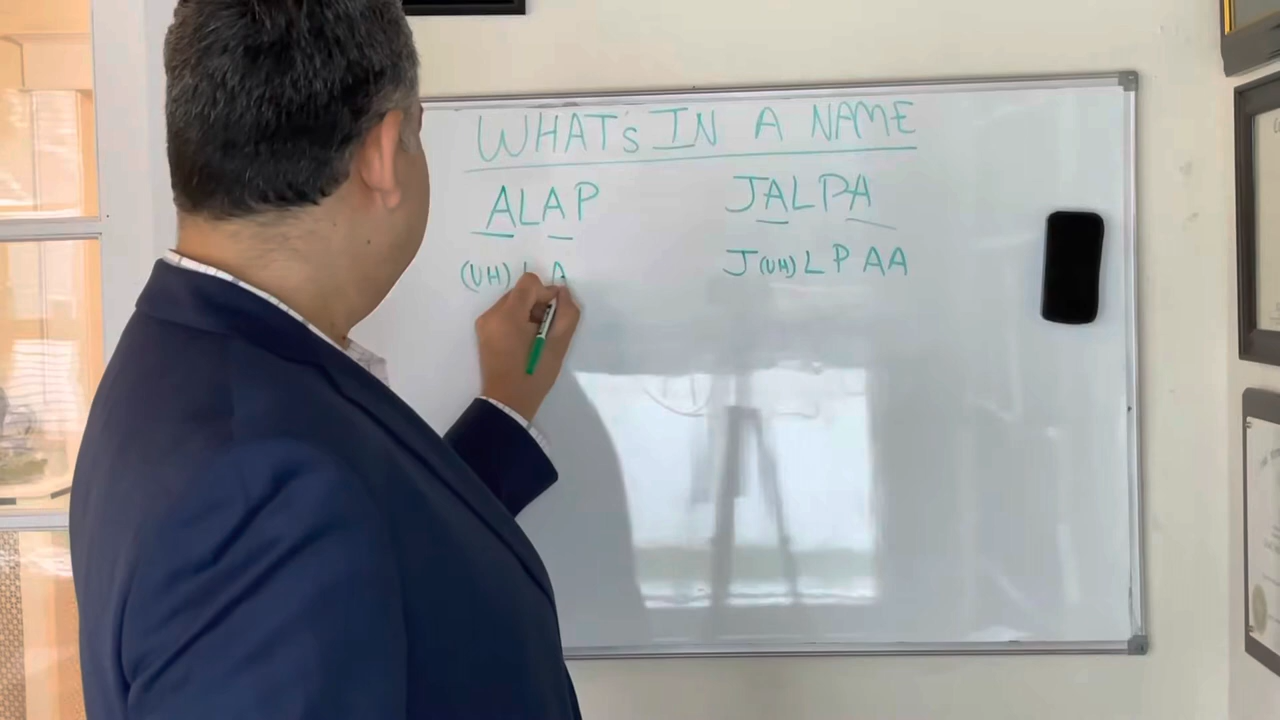 WHAT's IN A NAME
ALAP
JALPA
(UH) L A
J (UH) L P AA